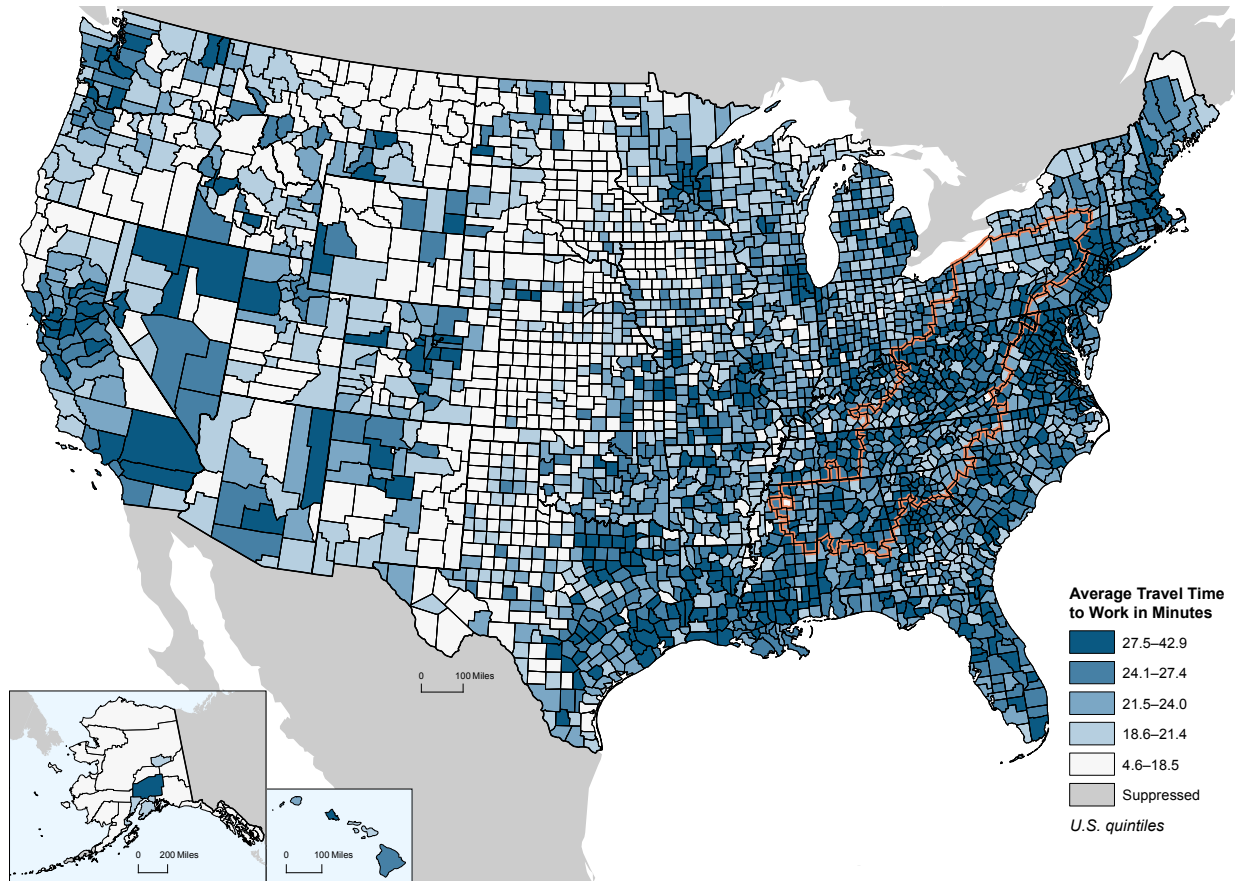 Average Travel Time
to Work in Minutes
27.5–42.9
24.1–27.4
21.5–24.0
18.6–21.4
4.6–18.5
Suppressed
U.S. quintiles
0 100 Miles
0 200 Miles
0 100 Miles